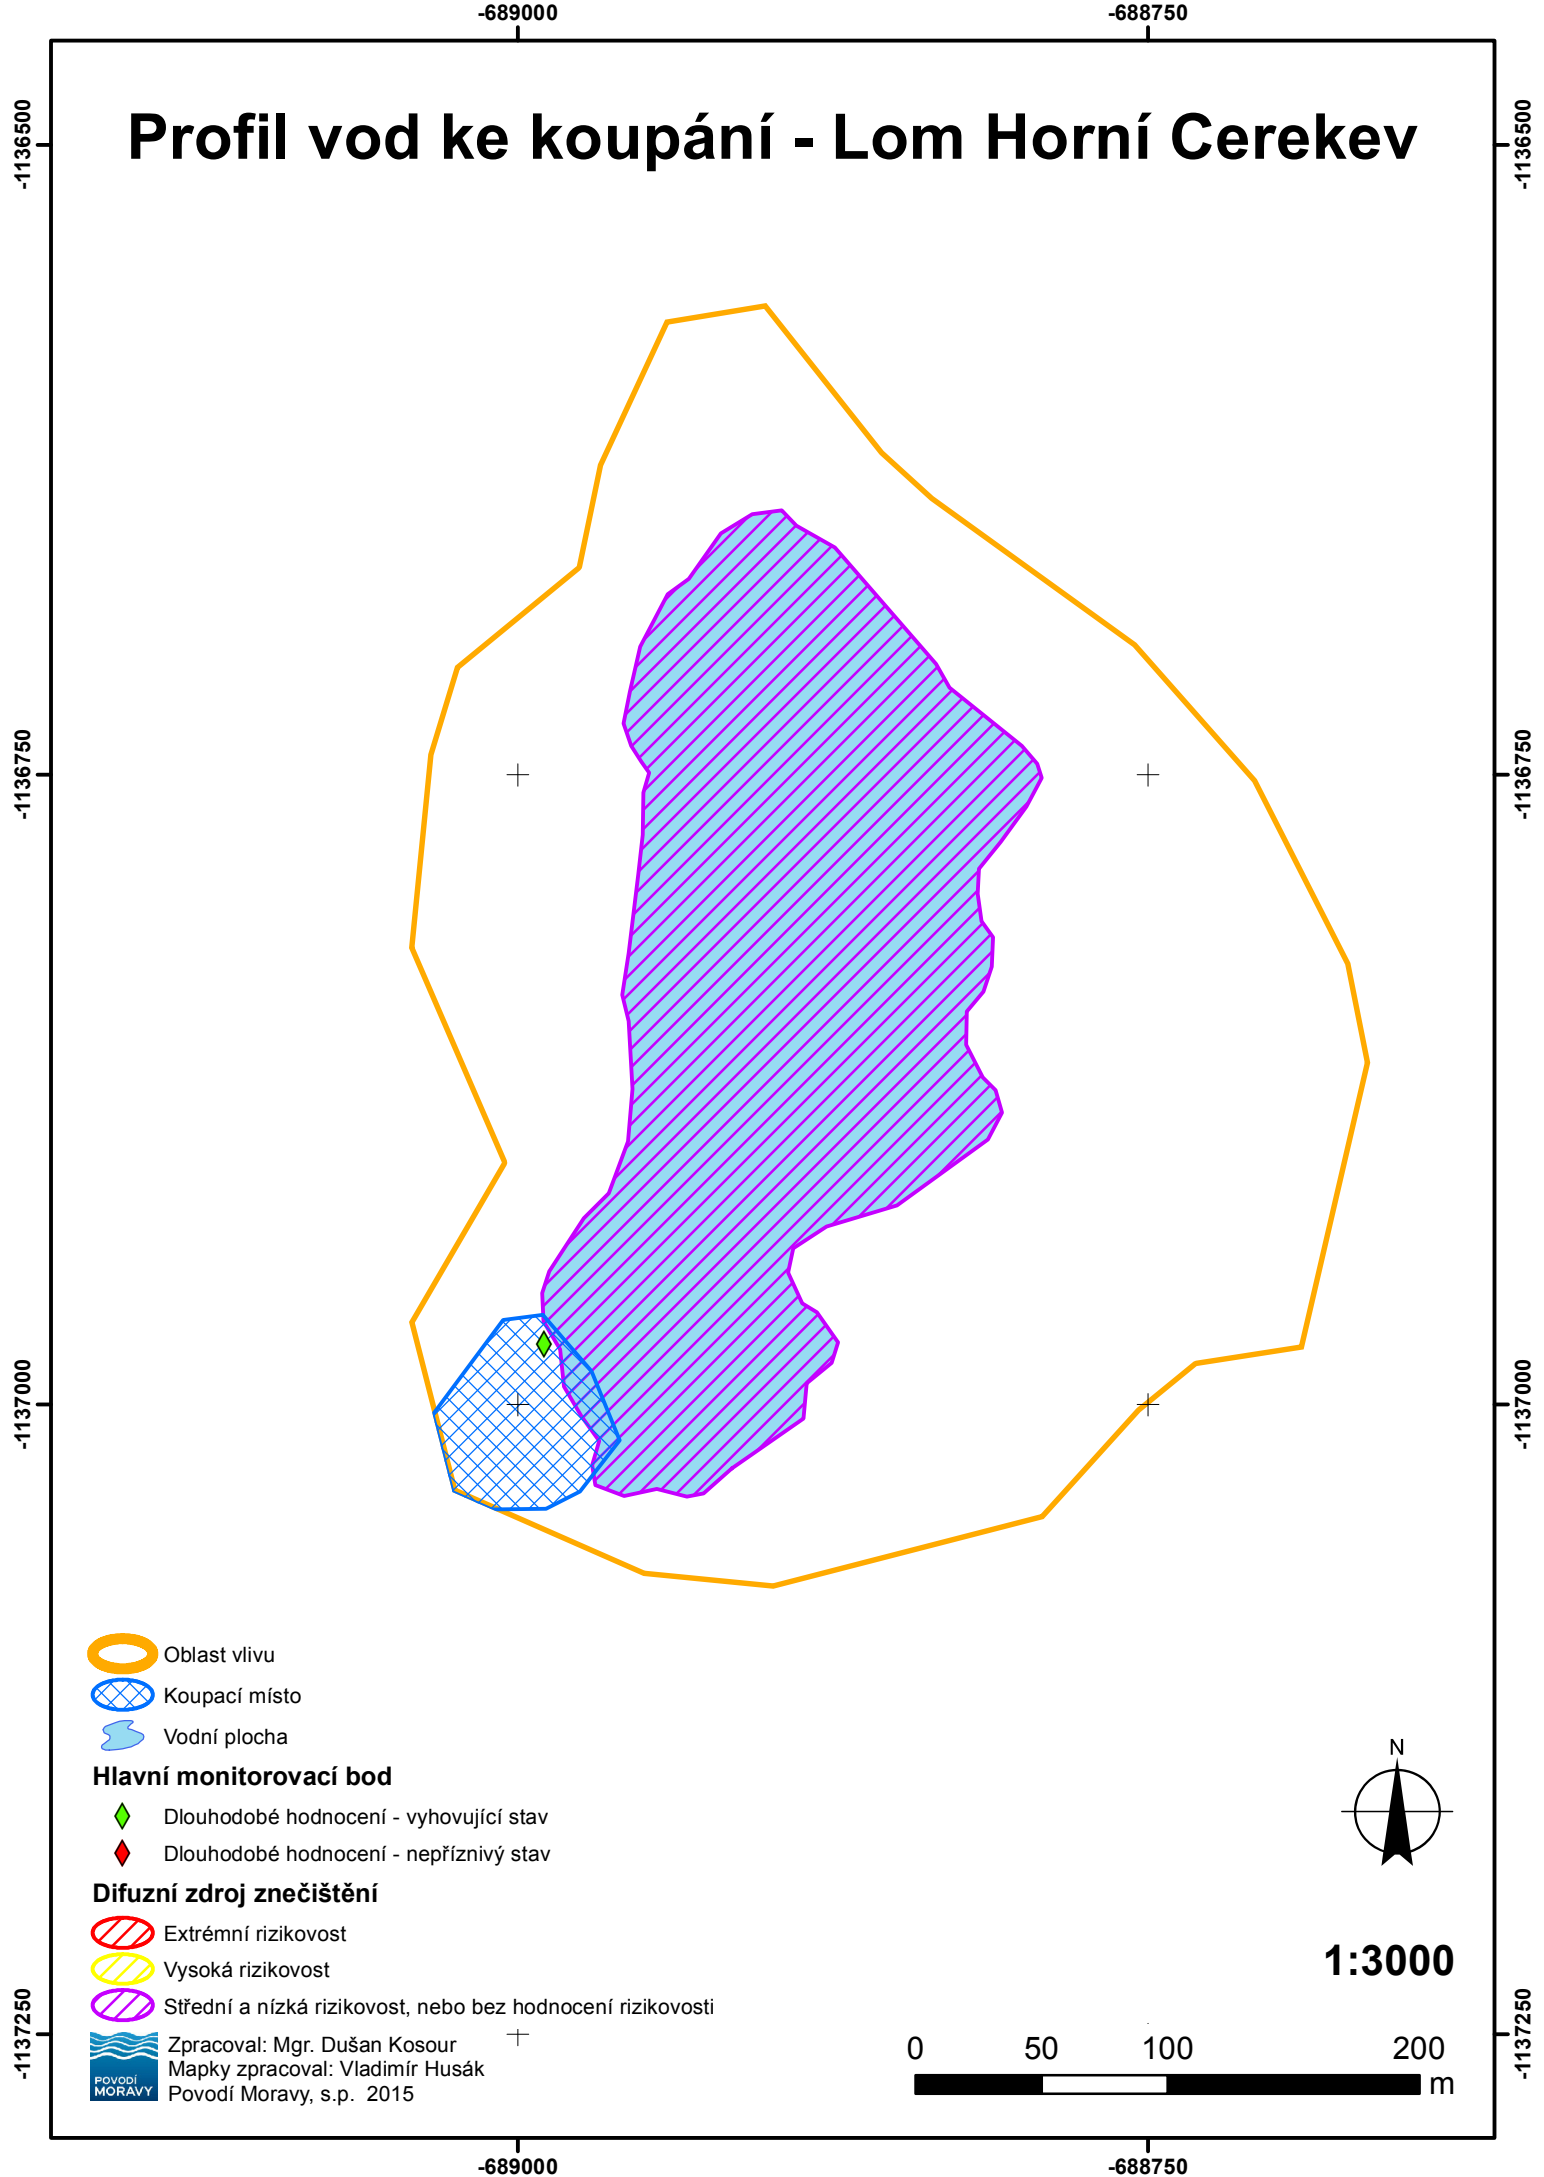 -689000
-688750
Profil vod ke koupání - Lom Horní Cerekev
-1136500
-1136500
-1136750
-1136750
-1137000
-1137000
Oblast vlivu
Koupací místo
Vodní plocha
Hlavní monitorovací bod
Dlouhodobé hodnocení - vyhovující stav
Dlouhodobé hodnocení - nepříznivý stav
Difuzní zdroj znečištění
Extrémní rizikovost
Vysoká rizikovost
Střední a nízká rizikovost, nebo bez hodnocení rizikovosti
N
1:3000
-1137250
-1137250
POVODÍ
MORAVY
Zpracoval: Mgr. Dušan Kosour
Mapky zpracoval: Vladimír Husák
Povodí Moravy, s.p. 2015
0 50 100 200
m
-689000
-688750